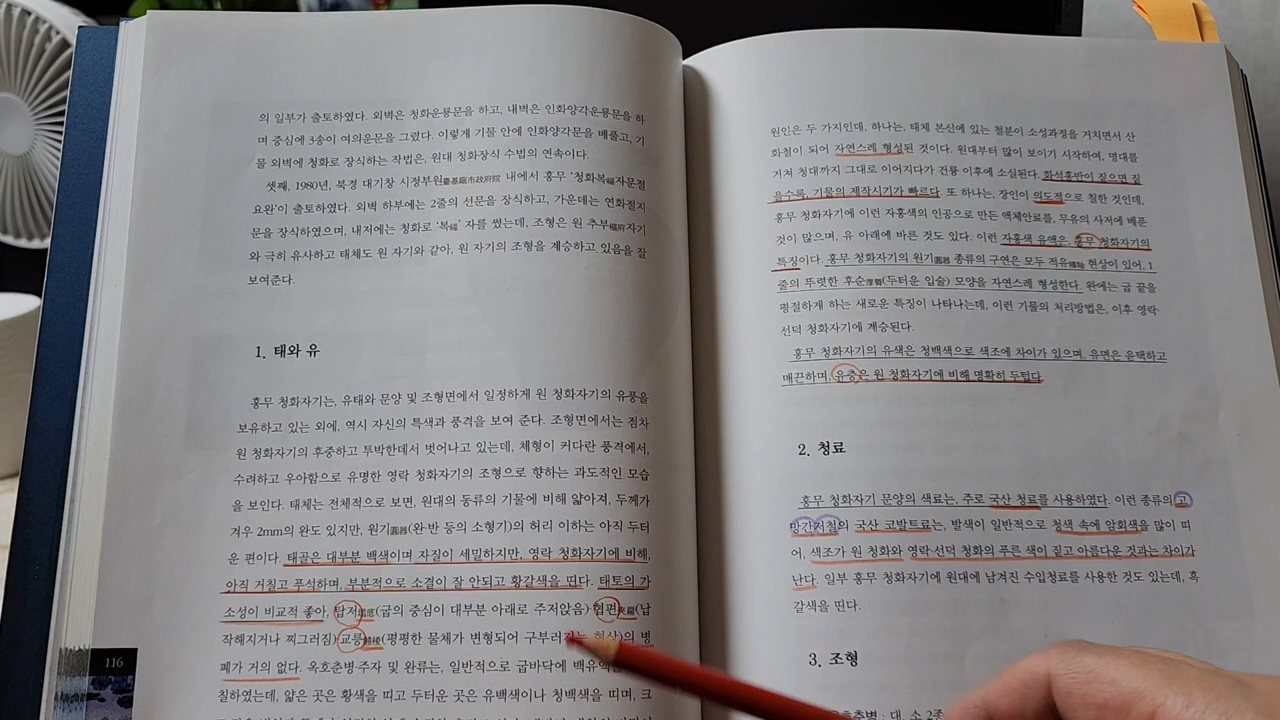 의 일부가 출토하였다. 외벽은 청화운룡문을 하고, 내벽은 인화양각운룡문을 하
며 중심에 3송이 여의운문을 그렸다. 이렇게 기물 안에 인화양각문을 배풀고, 기
물 외벽에 청화로 장식하는 작법은, 원대 청화장식 수법의 연속이다.
셋째, 1980년, 북경 대기창 시정부원臺基廠市政府院 내에서 홍무 '청화복福자문절
요완'이 출토하였다. 외벽 하부에는 2줄의 선문을 장식하고, 가운데는 연화절지
문을 장식하였으며, 내저에는 청화로 '복福' 자를 썼는데, 조형은 원 추부樞府자기
와 극히 유사하고 태체도 원 자기와 같아, 원 자기의 조형을 계승하고 있음을 잘
보여준다.
1. 태와 유
홍무 청화자기는, 유태와 문양 및 조형면에서 일정하게 원 청화자기의 유풍을
보유하고 있는 외에, 역시 자신의 특색과 풍격을 보여 준다. 조형면에서는 점차
원 청화자기의 후중하고 투박한데서 벗어나고 있는데, 체형이 커다란 풍격에서,
수려하고 우아함으로 유명한 영락 청화자기의 조형으로 향하는 과도적인 모습
을 보인다. 태체는 전체적으로 보면, 원대의 동류의 기물에 비해 얇아져, 두께가
겨우 2mm의 완도 있지만, 원기圓器(완·반 등의 소형기)의 허리 이하는 아직 두터
운 편이다. 태골은 대부분 백색이며 자질이 세밀하지만, 영락 청화자기에 비해,
아직 거칠고 푸석하며, 부분적으로 소결이 잘 안되고 황갈색을 띤다. 태토의 가
소성이 비교적 좋아, 탑저塌底(굽의 중심이 대부분 아래로 주저앉음) 협편夾扁(납
작해지거나 찌그러짐) 교릉(평평한 물체가 변형되어 구부러지는 현상)의 병
폐가 거의 없다. 옥호춘병·주자 및 완류는, 일반적으로 굽바닥에 백유액을
칠하였는데, 얇은 곳은 황색을 띠고 두터운 곳은 유백색이나 청백색을 띠며, 크
116
원인은 두 가지인데, 하나는, 태체 본신에 있는 철분이 소성과정을 거치면서 산
화철이 되어 자연스레 형성된 것이다. 원대부터 많이 보이기 시작하여, 명대를
거쳐 청대까지 그대로 이어지다가 건륭 이후에 소실된다. 화석홍반이 짙으면 짙
을수록, 기물의 제작시기가 빠르다. 또 하나는, 장인이 의도적으로 칠한 것인데,
홍무 청화자기에 이런 자홍색의 인공으로 만든 액체안료를, 무유의 사저에 베푼
것이 많으며, 유 아래에 바른 것도 있다. 이런 자홍색 유액은, 홍무 청화자기의
특징이다. 홍무 청화자기의 원기圓器 종류의 구연은 모두 적유積釉 현상이 있어, 1
줄의 뚜렷한 후순厚脣(두터운 입술) 모양을 자연스레 형성한다. 완에는 굽 끝을
평절하게 하는 새로운 특징이 나타나는데, 이런 기물의 처리방법은, 이후 영락·
선덕 청화자기에 계승된다.
홍무 청화자기의 유색은 청백색으로 색조에 차이가 있으며, 유면은 윤택하고
매끈하며, 유층은 원 청화자기에 비해 명확히 두텁다.
2. 청료
홍무 청화자기 문양의 색료는, 주로 국산 청료를 사용하였다. 이런 종류의 고
망간저철의 국산 코발트료는, 발색이 일반적으로 청색 속에 암회색을 많이 띠
어, 색조가 원 청화와 영락·선덕 청화의 푸른 색이 짙고 아름다운 것과는 차이가
난다. 일부 홍무 청화자기에 원대에 남겨진 수입청료를 사용한 것도 있는데, 흑
갈색을 띤다.
3. 조형
옥호춘병 : 대, 소 2종